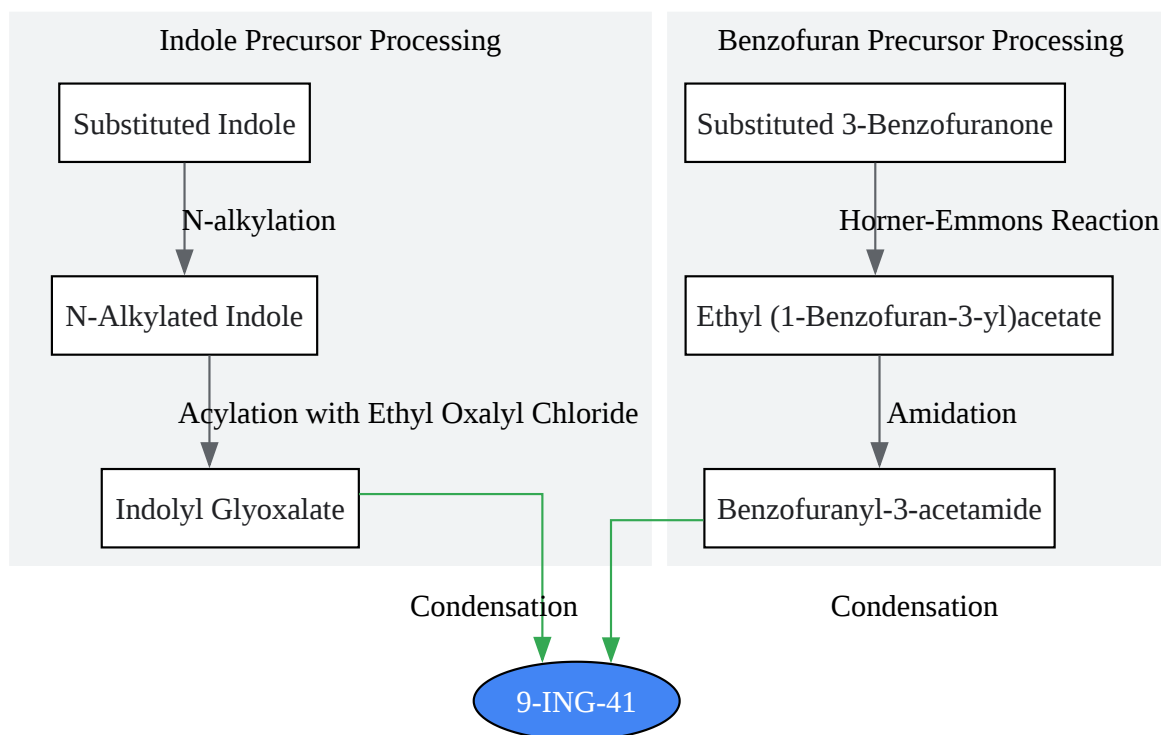 Indole Precursor Processing
Substituted Indole
N-alkylation
N-Alkylated Indole
Acylation with Ethyl Oxalyl Chloride
Indolyl Glyoxalate
Condensation
Benzofuran Precursor Processing
Substituted 3-Benzofuranone
Horner-Emmons Reaction
Ethyl (1-Benzofuran-3-yl)acetate
Amidation
Benzofuranyl-3-acetamide
Condensation
9-ING-41